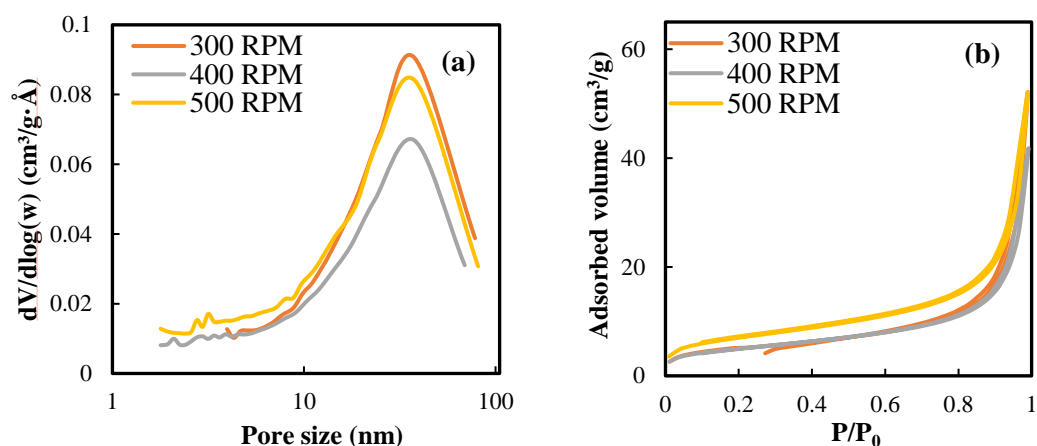 dV/dlog(w) (cm³/g·Å)
0.1
0.08
0.06
0.04
0.02
0
300 RPM
400 RPM
500 RPM
(a)
1
10
100
Pore size (nm)
Adsorbed volume (cm³/g)
60
40
20
0
300 RPM
400 RPM
500 RPM
(b)
0
0.2
0.4
0.6
0.8
1
P/P₀